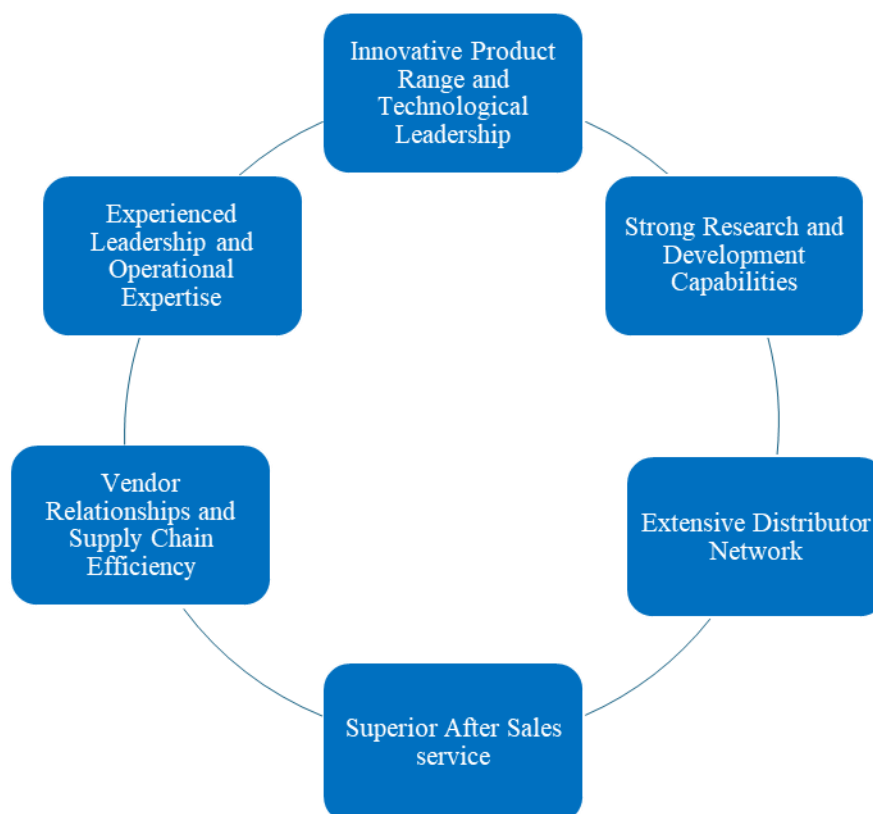 Innovative Product
Range and
Technological
Leadership
Strong Research and
Development
Capabilities
Extensive Distributor
Network
Superior After Sales
service
Vendor
Relationships and
Supply Chain
Efficiency
Experienced
Leadership and
Operational
Expertise